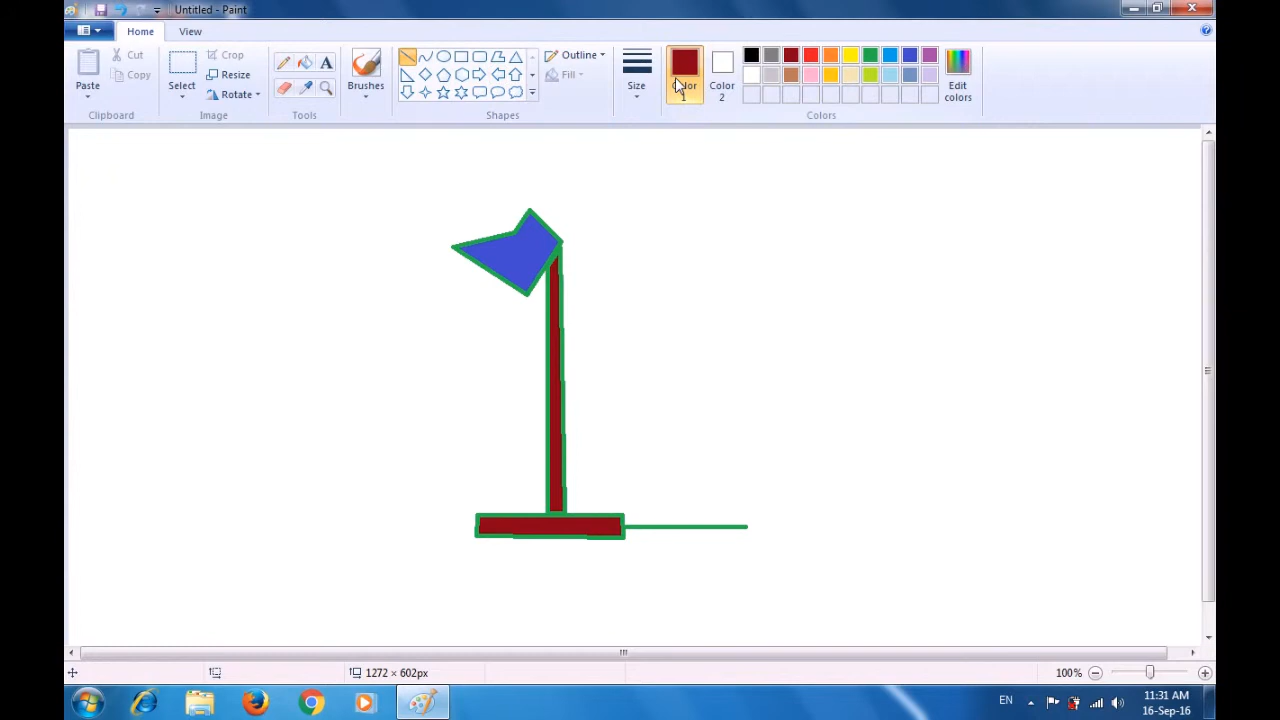 Untitled - Paint
Home View
Paste
Cut
Copy
Clipboard
Select
Crop
Resize
Rotate
Image
A
Tools
Brushes
Shapes
Outline
Fill
Size
Color
1
Color
2
Edit
colors
Colors
1272 × 602px
100%
EN
11:31 AM
16-Sep-16